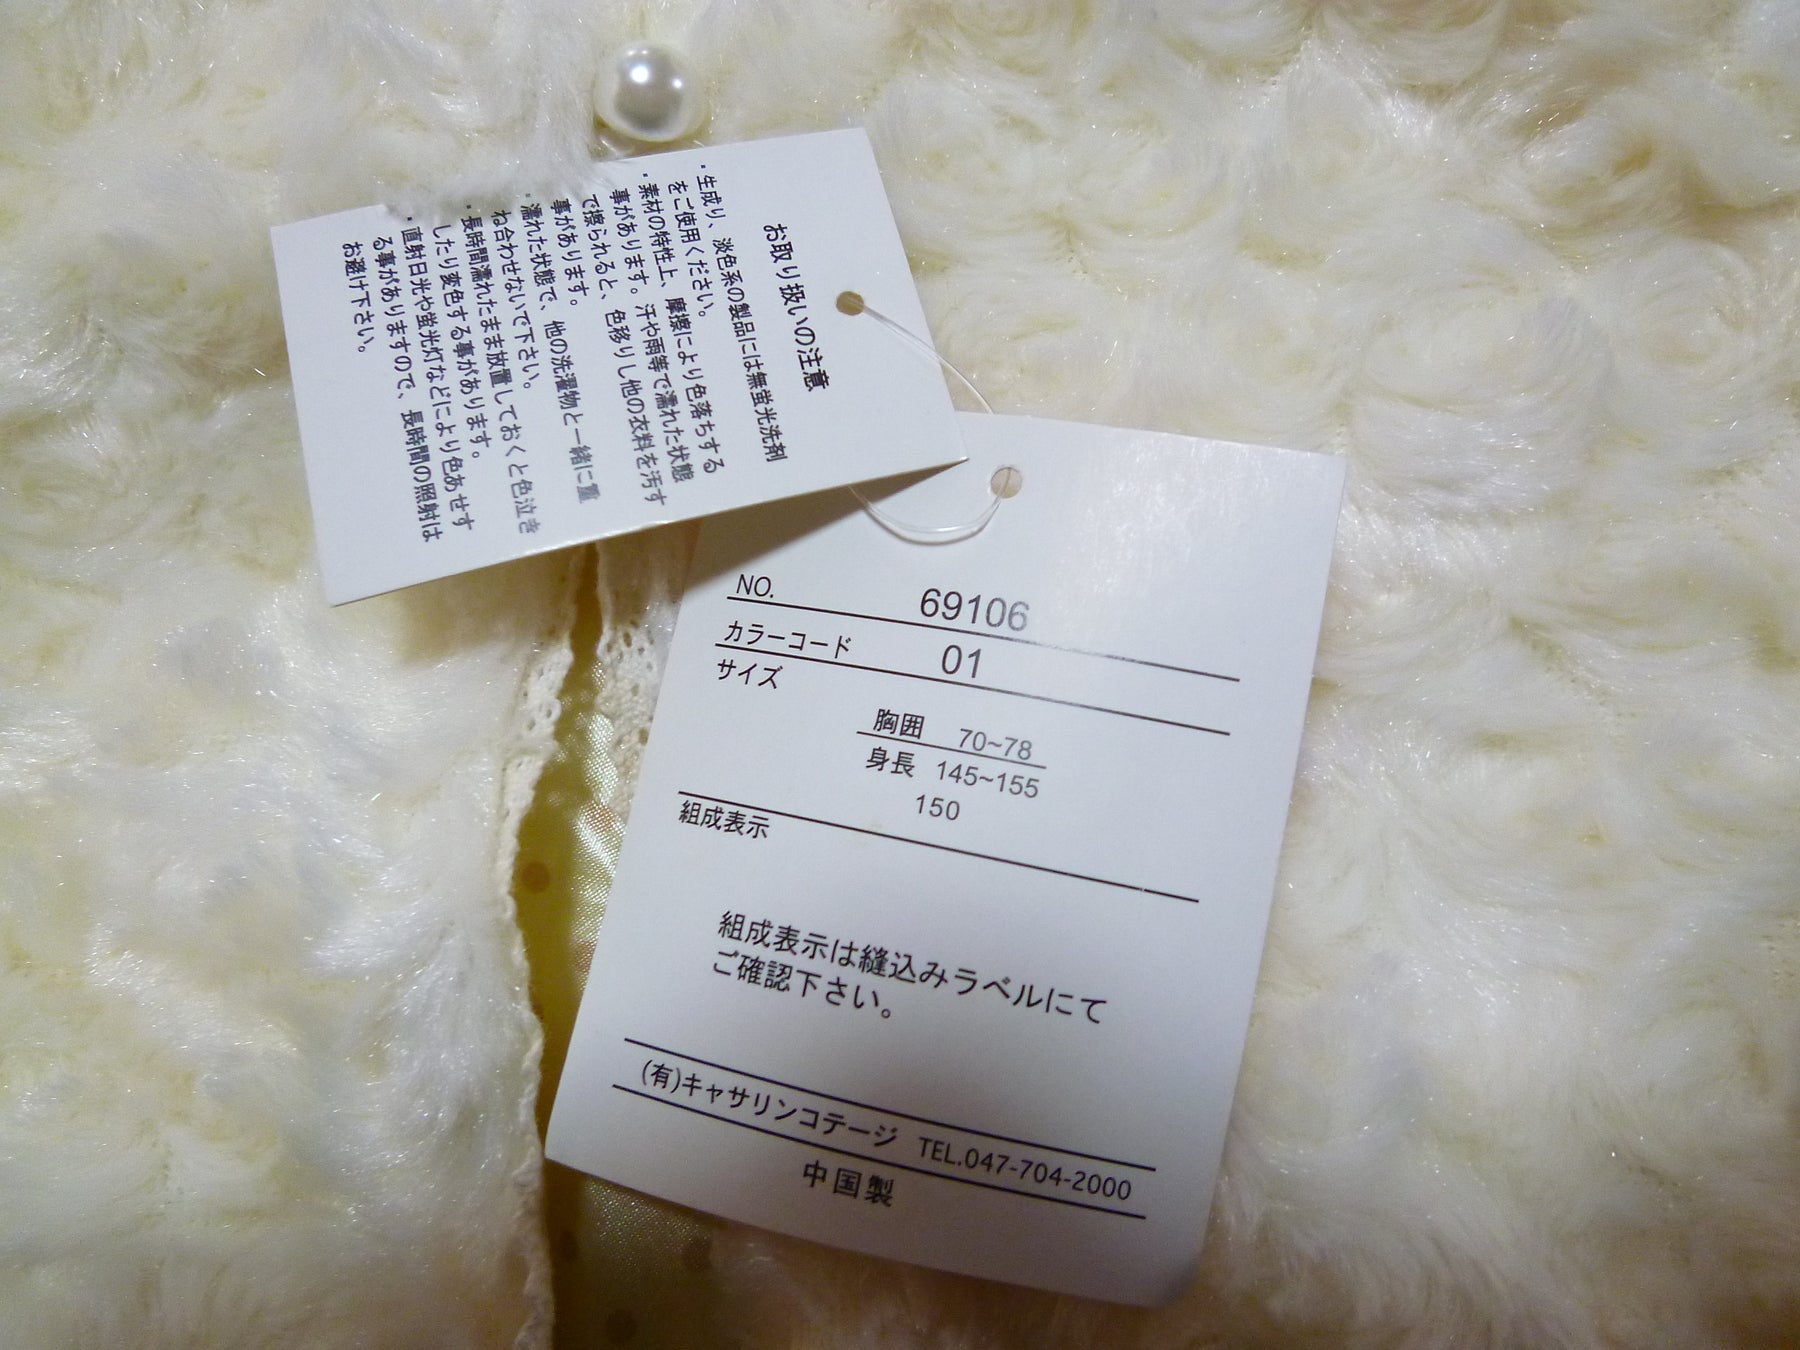 お取り扱いの注意
・生成り、淡色系の製品には無蛍光洗剤
をご使用ください。
・素材の特性上、摩擦により色落ちする
事があります。汗や雨等で濡れた状態
で擦られると、色移りし他の衣料を汚す
事があります。
・濡れた状態で、他の洗濯物と一緒に重
ね合わせないで下さい。
・長時間濡れたまま放置しておくと色泣き
したり変色する事があります。
・直射日光や蛍光灯などにより色あせす
る事がありますので、長時間の照射は
お避け下さい。
NO. 69106
カラーコード 01
サイズ
胸囲 70~78
身長 145~155
150
組成表示
組成表示は縫込みラベルにて
ご確認下さい。
(有)キャサリンコテージ TEL.047-704-2000
中国製